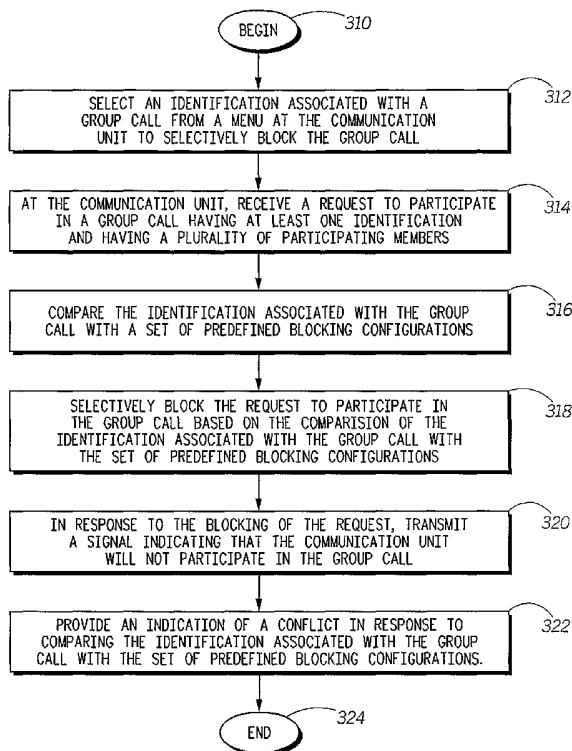 BEGIN
310
SELECT AN IDENTIFICATION ASSOCIATED WITH A
GROUP CALL FROM A MENU AT THE COMMUNICATION
UNIT TO SELECTIVELY BLOCK THE GROUP CALL
312
AT THE COMMUNICATION UNIT, RECEIVE A REQUEST TO PARTICIPATE
IN A GROUP CALL HAVING AT LEAST ONE IDENTIFICATION
AND HAVING A PLURALITY OF PARTICIPATING MEMBERS
314
COMPARE THE IDENTIFICATION ASSOCIATED WITH THE GROUP
CALL WITH A SET OF PREDEFINED BLOCKING CONFIGURATIONS
316
SELECTIVELY BLOCK THE REQUEST TO PARTICIPATE IN
THE GROUP CALL BASED ON THE COMPARISION OF THE
IDENTIFICATION ASSOCIATED WITH THE GROUP CALL WITH
THE SET OF PREDEFINED BLOCKING CONFIGURATIONS
318
IN RESPONSE TO THE BLOCKING OF THE REQUEST, TRANSMIT
A SIGNAL INDICATING THAT THE COMMUNICATION UNIT
WILL NOT PARTICIPATE IN THE GROUP CALL
320
PROVIDE AN INDICATION OF A CONFLICT IN RESPONSE TO
COMPARING THE IDENTIFICATION ASSOCIATED WITH THE GROUP
CALL WITH THE SET OF PREDEFINED BLOCKING CONFIGURATIONS.
322
END
324